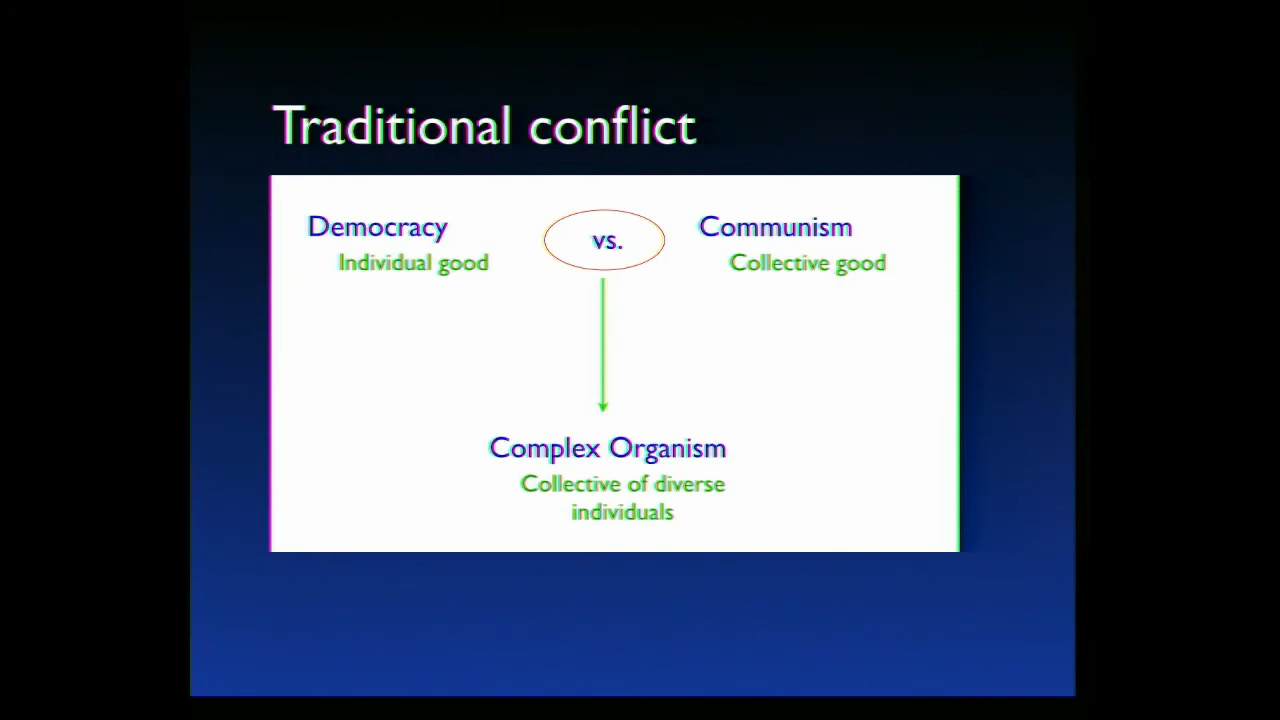 Traditional conflict
Democracy
vs.
Communism
Individual good
Collective good
Complex Organism
Collective of diverse
individuals